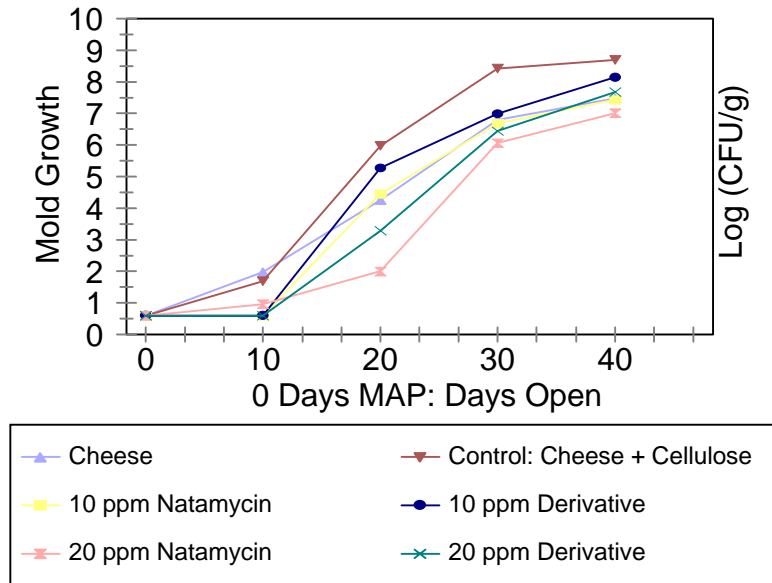 10
9
8
7
6
5
4
3
2
1
0
Mold Growth
Log (CFU/g)
0 10 20 30 40
0 Days MAP: Days Open
Cheese
Control: Cheese + Cellulose
10 ppm Natamycin
10 ppm Derivative
20 ppm Natamycin
20 ppm Derivative